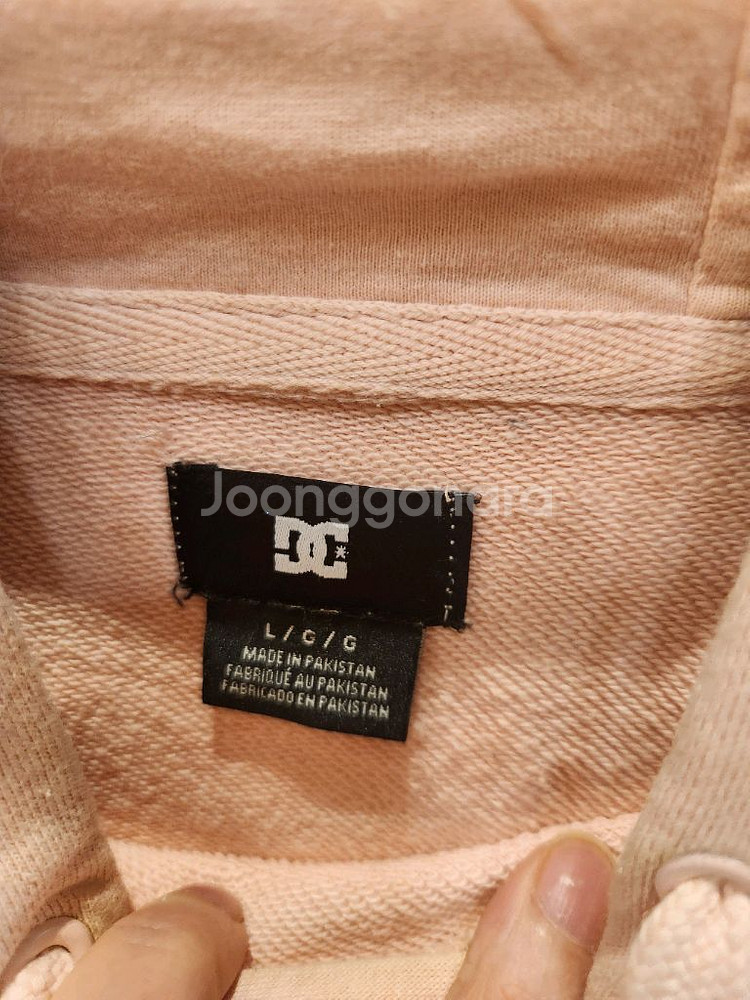 Joonggonara
DC
L / G / G
MADE IN PAKISTAN
FABRIQUÉ AU PAKISTAN
FABRICADO EN PAKISTAN